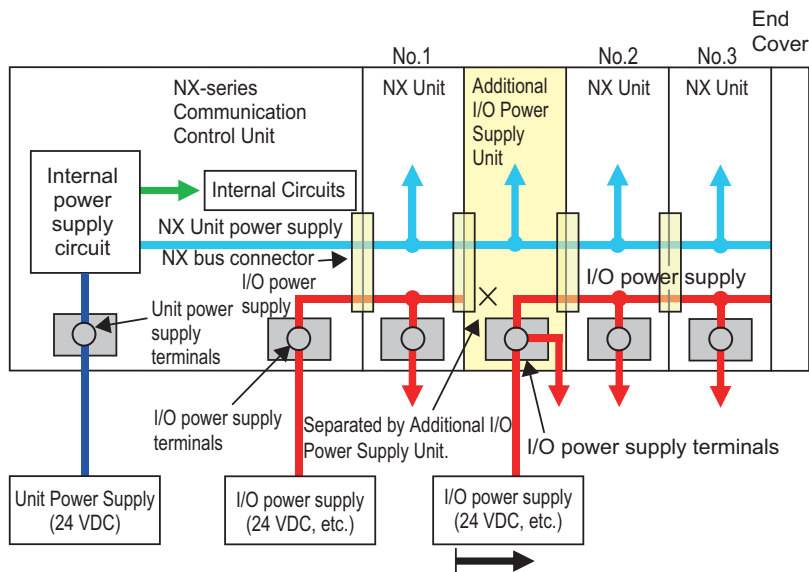 End
Cover
No.1
No.2
No.3
NX-series
Communication
Control Unit
NX Unit
Additional
I/O Power
Supply
Unit
NX Unit
NX Unit
Internal
power
supply
circuit
Internal Circuits
NX Unit power supply
NX bus connector
I/O power
supply
I/O power supply
Unit power
supply
terminals
I/O power supply
terminals
Separated by Additional I/O
Power Supply Unit.
I/O power supply terminals
Unit Power Supply
(24 VDC)
I/O power supply
(24 VDC, etc.)
I/O power supply
(24 VDC, etc.)